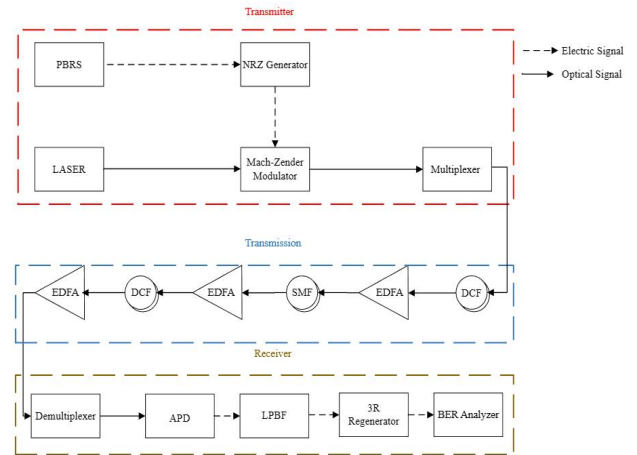 Transmitter
PBRS
NRZ Generator
Electric Signal
Optical Signal
LASER
Mach-Zender
Modulator
Multiplexer
Transmission
EDFA
DCF
EDFA
SMF
EDFA
DCF
Receiver
Demultiplexer
APD
LPBF
3R
Regenerator
BER Analyzer